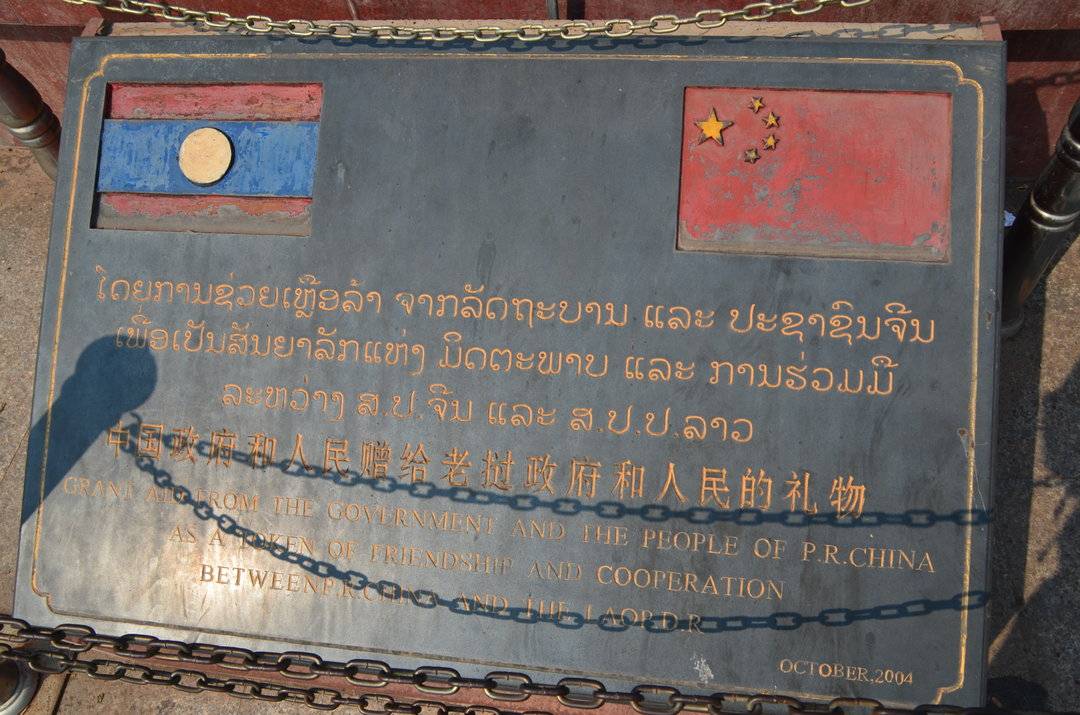 ໂດຍການຊ່ວຍເຫຼືອລ້າ ຈາກລັດຖະບານ ແລະ ປະຊາຊົນຈີນ
ເພື່ອເປັນສັນຍາລັກແຫ່ງ ມິດຕະພາບ ແລະ ການຮ່ວມມື
ລະຫວ່າງ ສ.ປ.ຈີນ ແລະ ສ.ປ.ປ.ລາວ
中国政府和人民赠给老挝政府和人民的礼物
GRANT AID FROM THE GOVERNMENT AND THE PEOPLE OF P.R.CHINA
AS A TOKEN OF FRIENDSHIP AND COOPERATION
BETWEENP.R.CHINA AND THE LAOP.D.R
OCTOBER,2004